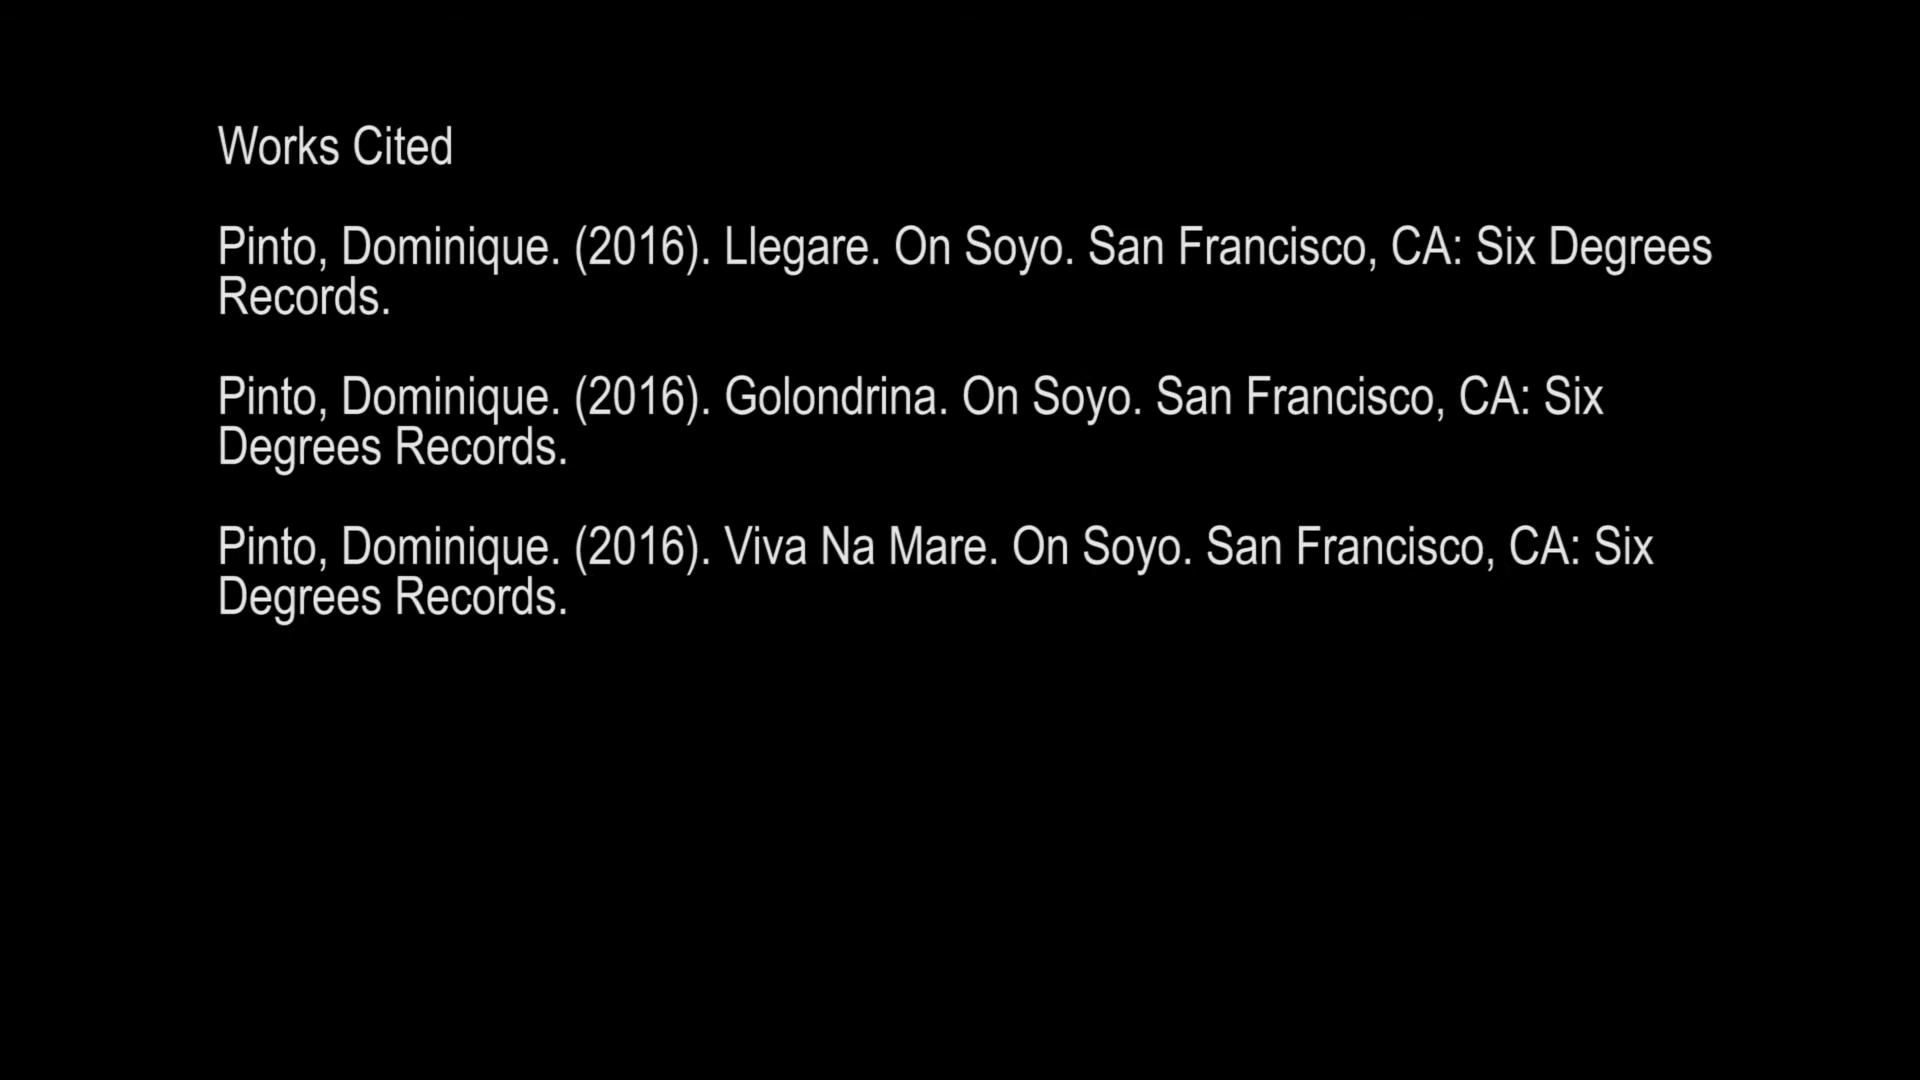 Works Cited
Pinto, Dominique. (2016). Llegare. On Soyo. San Francisco, CA: Six Degrees
Records.
Pinto, Dominique. (2016). Golondrina. On Soyo. San Francisco, CA: Six
Degrees Records.
Pinto, Dominique. (2016). Viva Na Mare. On Soyo. San Francisco, CA: Six
Degrees Records.